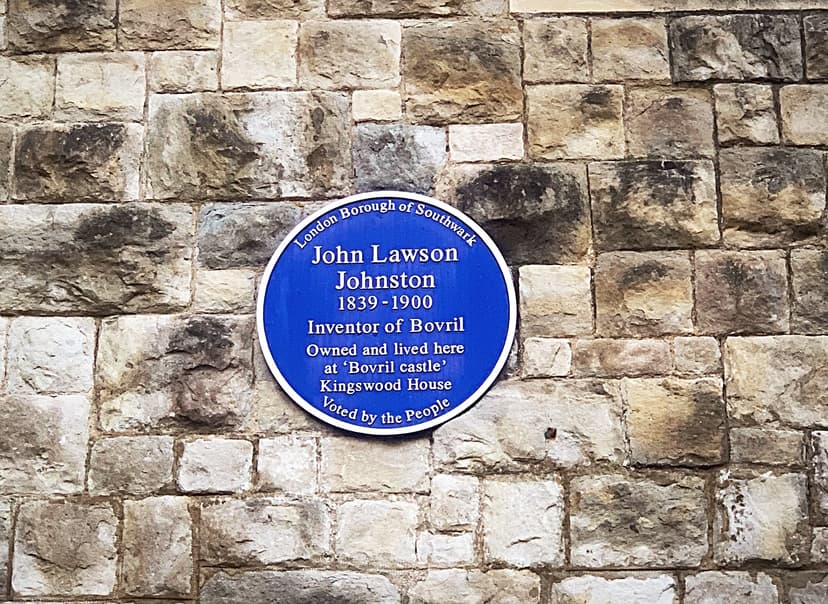 London Borough of Southwark
John Lawson
Johnston
1839-1900
Inventor of Bovril
Owned and lived here
at ‘Bovril castle’
Kingswood House
Voted by the People